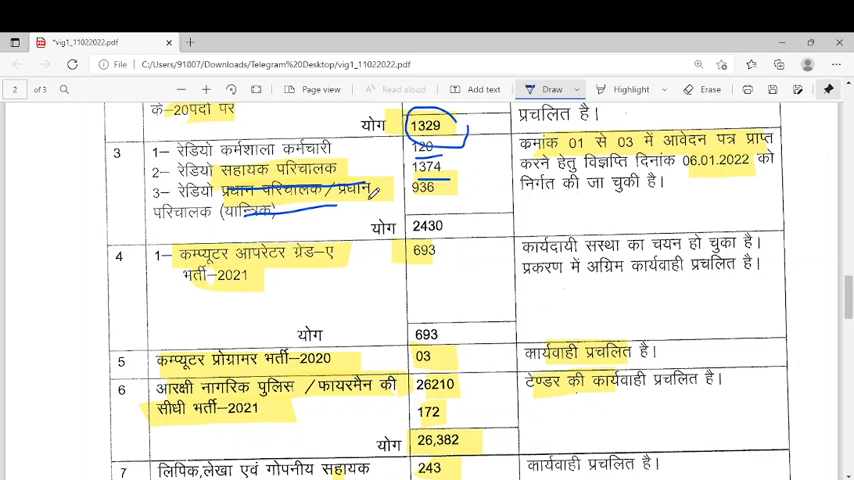 *vig1_11022022.pdf
File
C:/Users/91807/Downloads/Telegram%20Desktop/vig1_11022022.pdf
2 of 3
Page view
Read aloud
Add text
Draw
Highlight
Erase
के-20पदों पर
योग 1329
प्रचलित है।
3 1- रेडियो कर्मशाला कर्मचारी 120
2- रेडियो सहायक परिचालक 1374
3- रेडियो प्रधान परिचालक/प्रधान 936
परिचालक (यान्त्रिक)
योग 2430
क्रमांक 01 से 03 में आवेदन पत्र प्राप्त
करने हेतु विज्ञप्ति दिनांक 06.01.2022 को
निर्गत की जा चुकी है।
4 1- कम्प्यूटर आपरेटर ग्रेड-ए 693
भर्ती-2021
योग 693
कार्यदायी सस्था का चयन हो चुका है।
प्रकरण में अग्रिम कार्यवाही प्रचलित है।
5 कम्प्यूटर प्रोग्रामर भर्ती-2020 03 कार्यवाही प्रचलित है।
6 आरक्षी नागरिक पुलिस /फायरमैन की 26210 टेण्डर की कार्यवाही प्रचलित है।
सीधी भर्ती-2021 172
योग 26,382
7 लिपिक,लेखा एवं गोपनीय सहायक 243 कार्यवाही प्रचलित है।